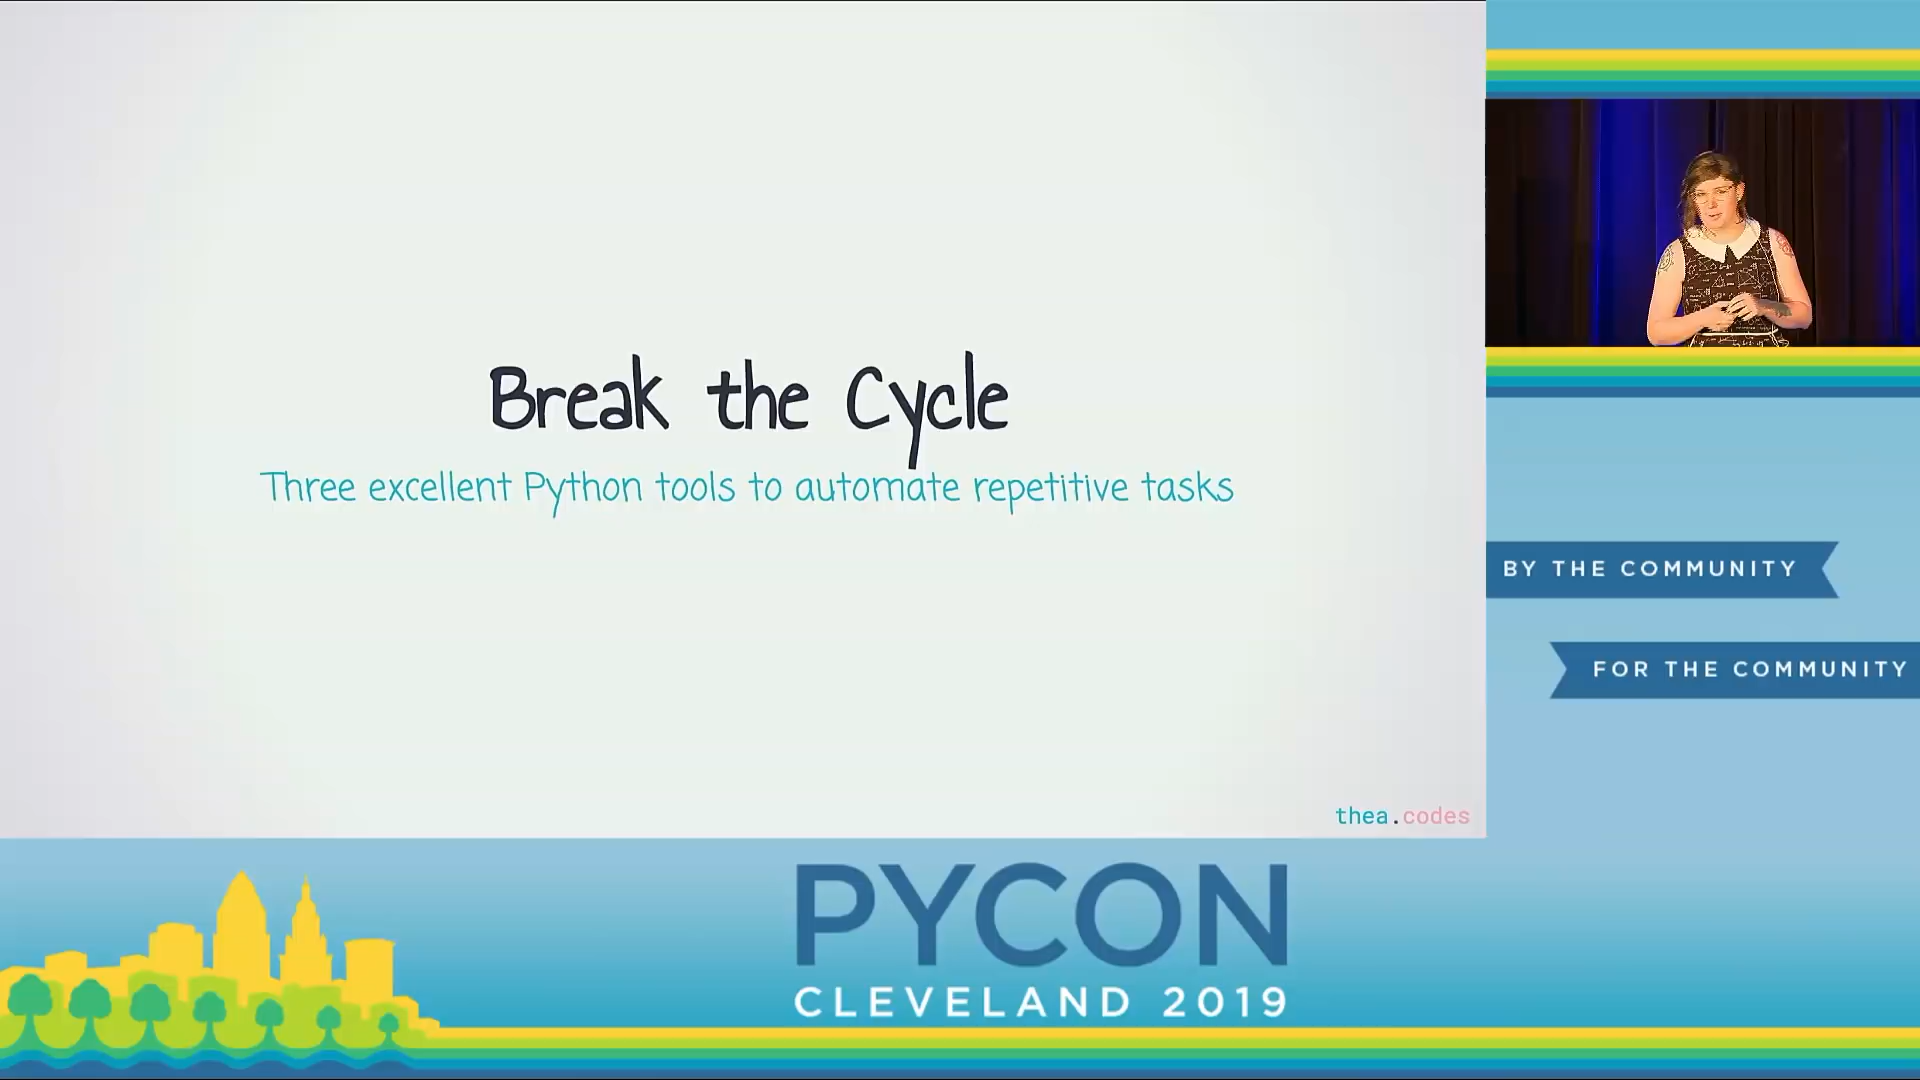 Break the Cycle
Three excellent Python tools to automate repetitive tasks
thea.codes
BY THE COMMUNITY
FOR THE COMMUNITY
PYCON
CLEVELAND 2019